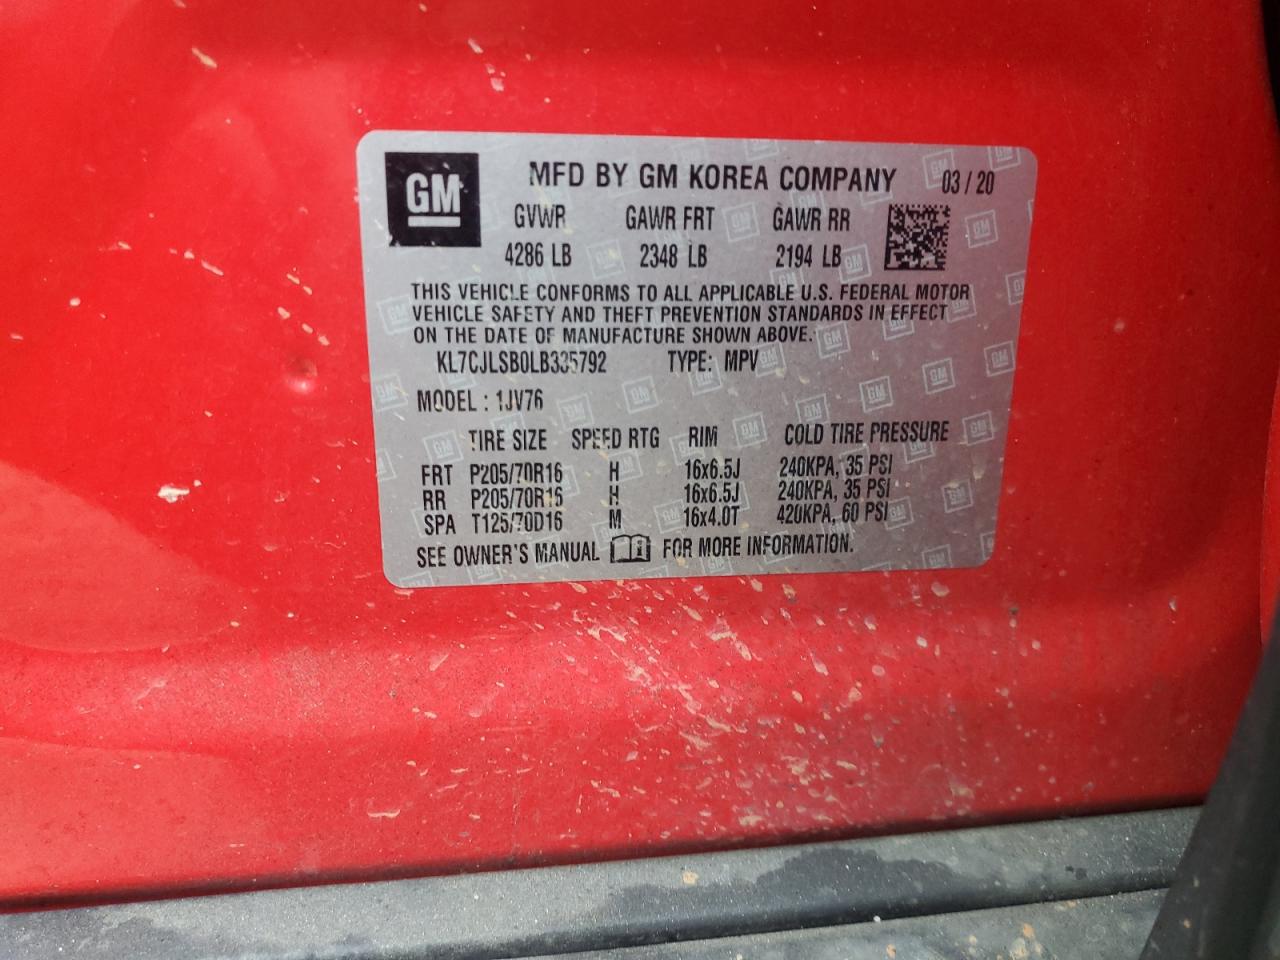 GM
MFD BY GM KOREA COMPANY 03 / 20
GVWR GAWR FRT GAWR RR
4286 LB 2348 LB 2194 LB
THIS VEHICLE CONFORMS TO ALL APPLICABLE U.S. FEDERAL MOTOR
VEHICLE SAFETY AND THEFT PREVENTION STANDARDS IN EFFECT
ON THE DATE OF MANUFACTURE SHOWN ABOVE.
KL7CJLSB0LB335792 TYPE: MPV
MODEL : 1JV76
TIRE SIZE SPEED RTG RIM COLD TIRE PRESSURE
FRT P205/70R16 H 16x6.5J 240KPA, 35 PSI
RR P205/70R16 H 16x6.5J 240KPA, 35 PSI
SPA T125/70D16 M 16x4.0T 420KPA, 60 PSI
SEE OWNER'S MANUAL FOR MORE INFORMATION.